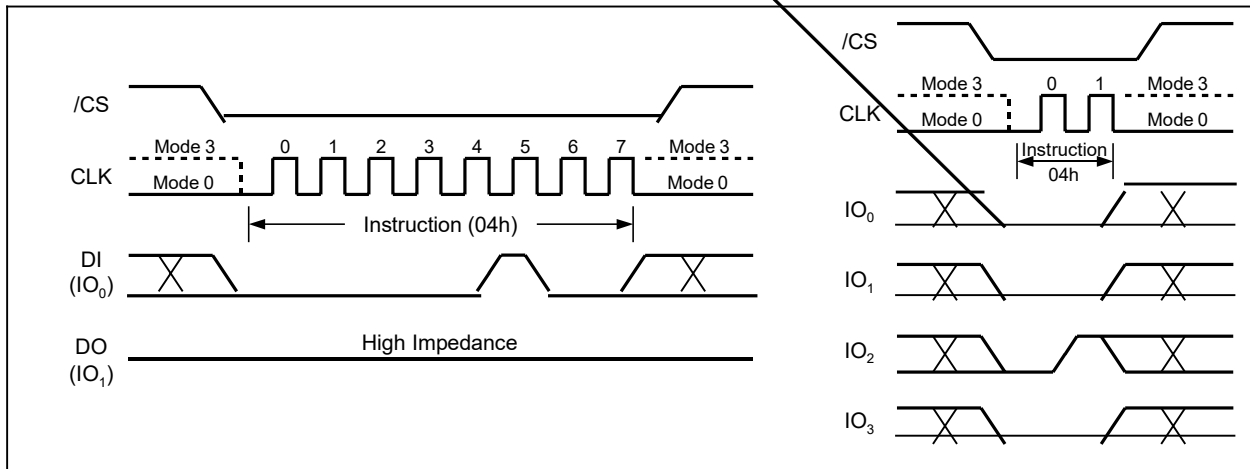 /CS
Mode 3 0 1 2 3 4 5 6 7 Mode 3
CLK Mode 0 Mode 0
Instruction (04h)
DI
(IO0)
DO High Impedance
(IO1)
/CS
Mode 3 0 1 Mode 3
CLK Mode 0 Mode 0
Instruction
04h
IO0
IO1
IO2
IO3